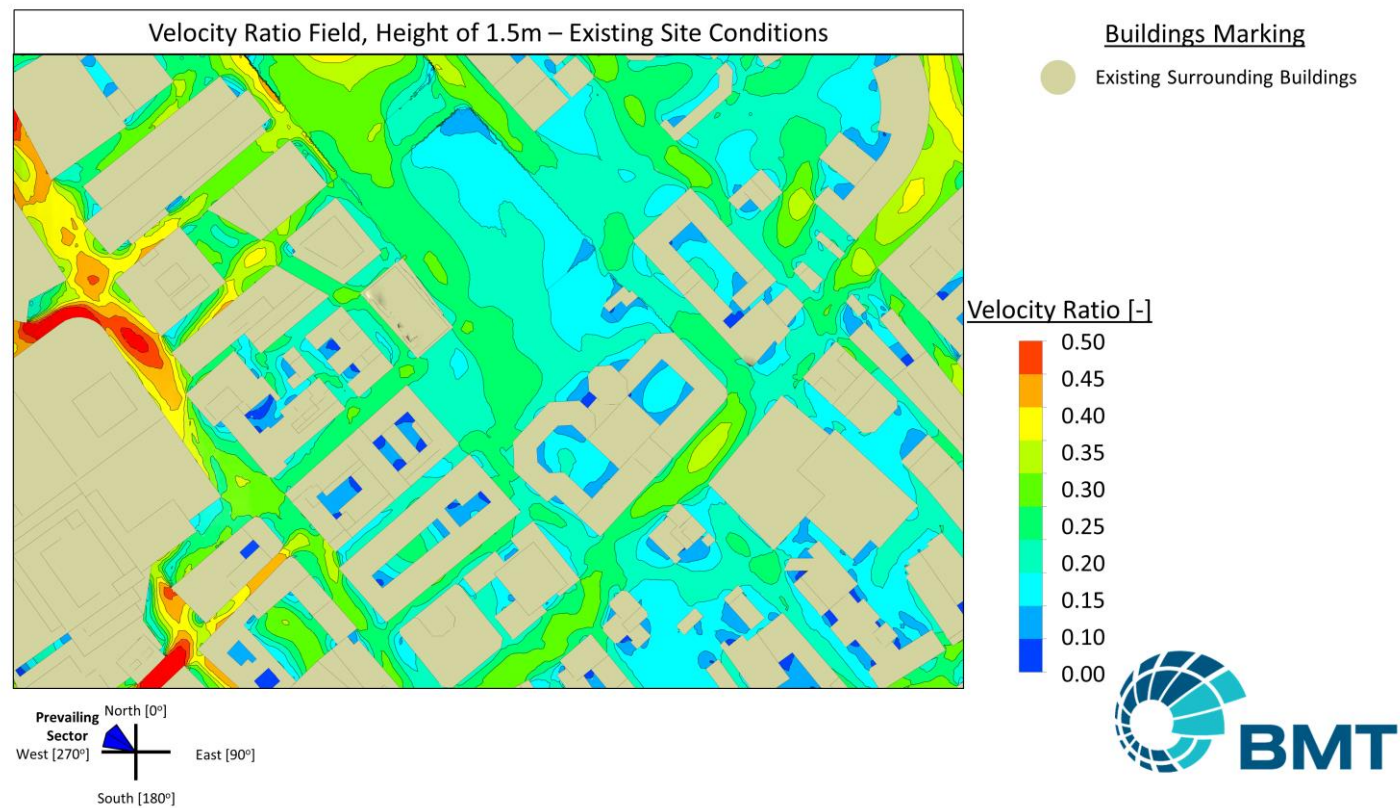 Velocity Ratio Field, Height of 1.5m – Existing Site Conditions
Buildings Marking
Existing Surrounding Buildings
Velocity Ratio [-]
0.50
0.45
0.40
0.35
0.30
0.25
0.20
0.15
0.10
0.00
North [0°]
Prevailing
Sector
West [270°]
East [90°]
South [180°]
BMT